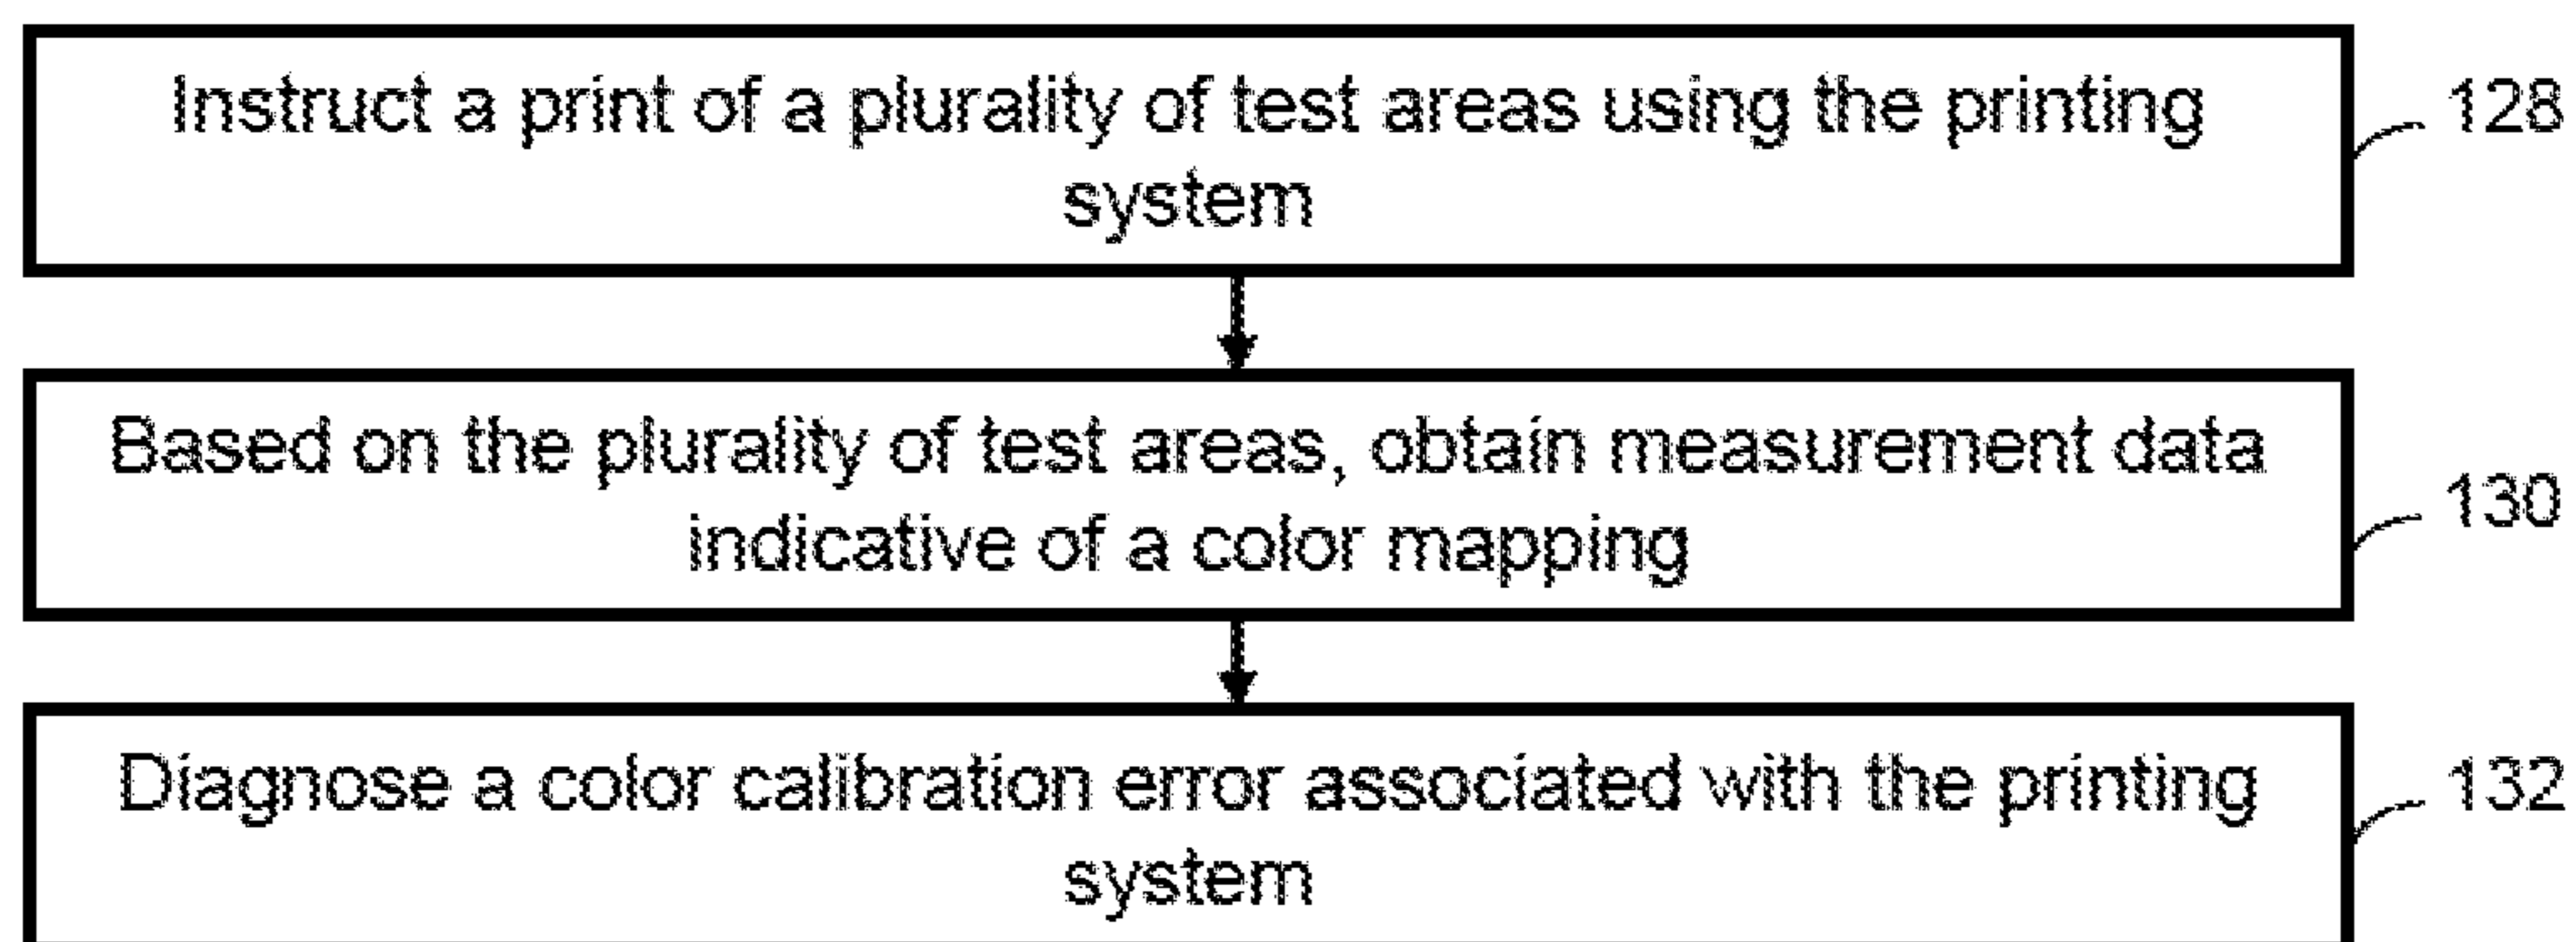 Instruct a print of a plurality of test areas using the printing
system
128
Based on the plurality of test areas, obtain measurement data
indicative of a color mapping
130
Diagnose a color calibration error associated with the printing
system
132